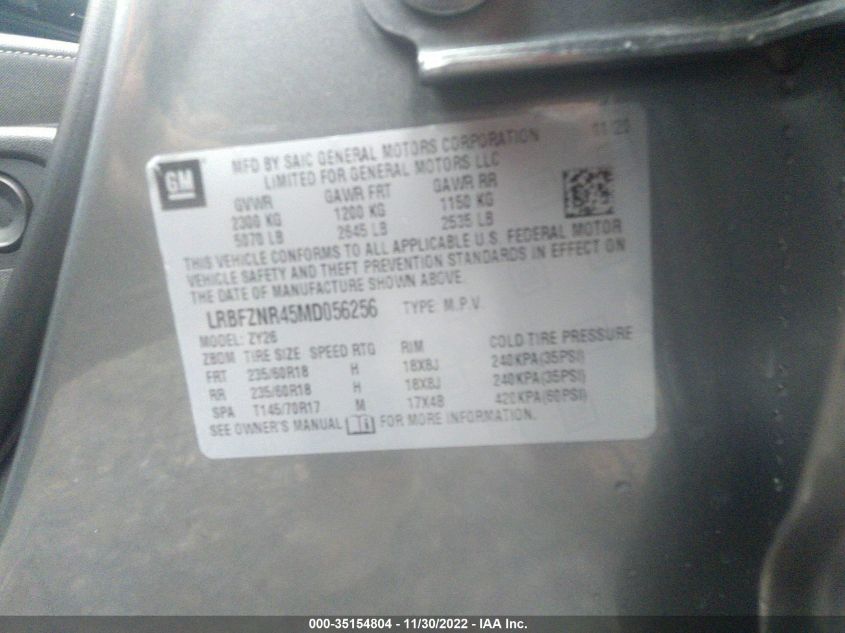 GM
MFD BY SAIC GENERAL MOTORS CORPORATION 11/20
LIMITED FOR GENERAL MOTORS LLC
GVWR GAWR FRT GAWR RR
2300 KG 1200 KG 1150 KG
5070 LB 2645 LB 2535 LB
THIS VEHICLE CONFORMS TO ALL APPLICABLE U.S. FEDERAL MOTOR
VEHICLE SAFETY AND THEFT PREVENTION STANDARDS IN EFFECT ON
THE DATE OF MANUFACTURE SHOWN ABOVE.
LRBFZNR45MD056256 TYPE: M.P.V.
MODEL: ZY26
ZBDM TIRE SIZE SPEED RTG RIM COLD TIRE PRESSURE
FRT 235/60R18 H 18X8J 240KPA(35PSI)
RR 235/60R18 H 18X8J 240KPA(35PSI)
SPA T145/70R17 M 17X4B 420KPA(60PSI)
SEE OWNER'S MANUAL FOR MORE INFORMATION.
000-35154804 - 11/30/2022 - IAA Inc.